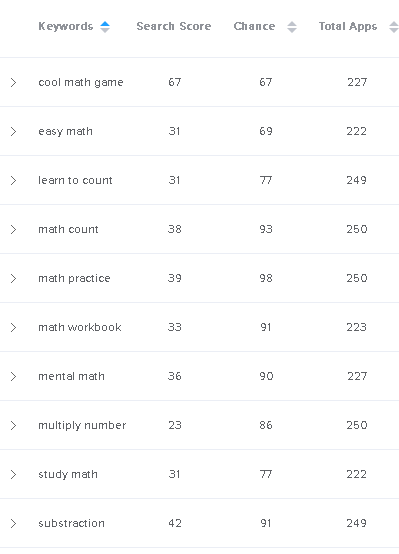 Keywords Search Score Chance Total Apps
cool math game 67 67 227
easy math 31 69 222
learn to count 31 77 249
math count 38 93 250
math practice 39 98 250
math workbook 33 91 223
mental math 36 90 227
multiply number 23 86 250
study math 31 77 222
substraction 42 91 249